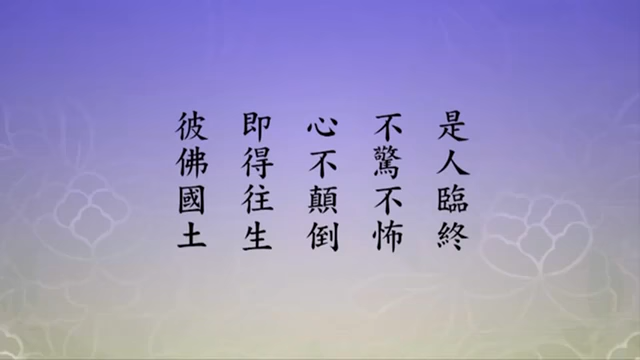 是人臨終
不驚不怖
心不顛倒
即得往生
彼佛國土